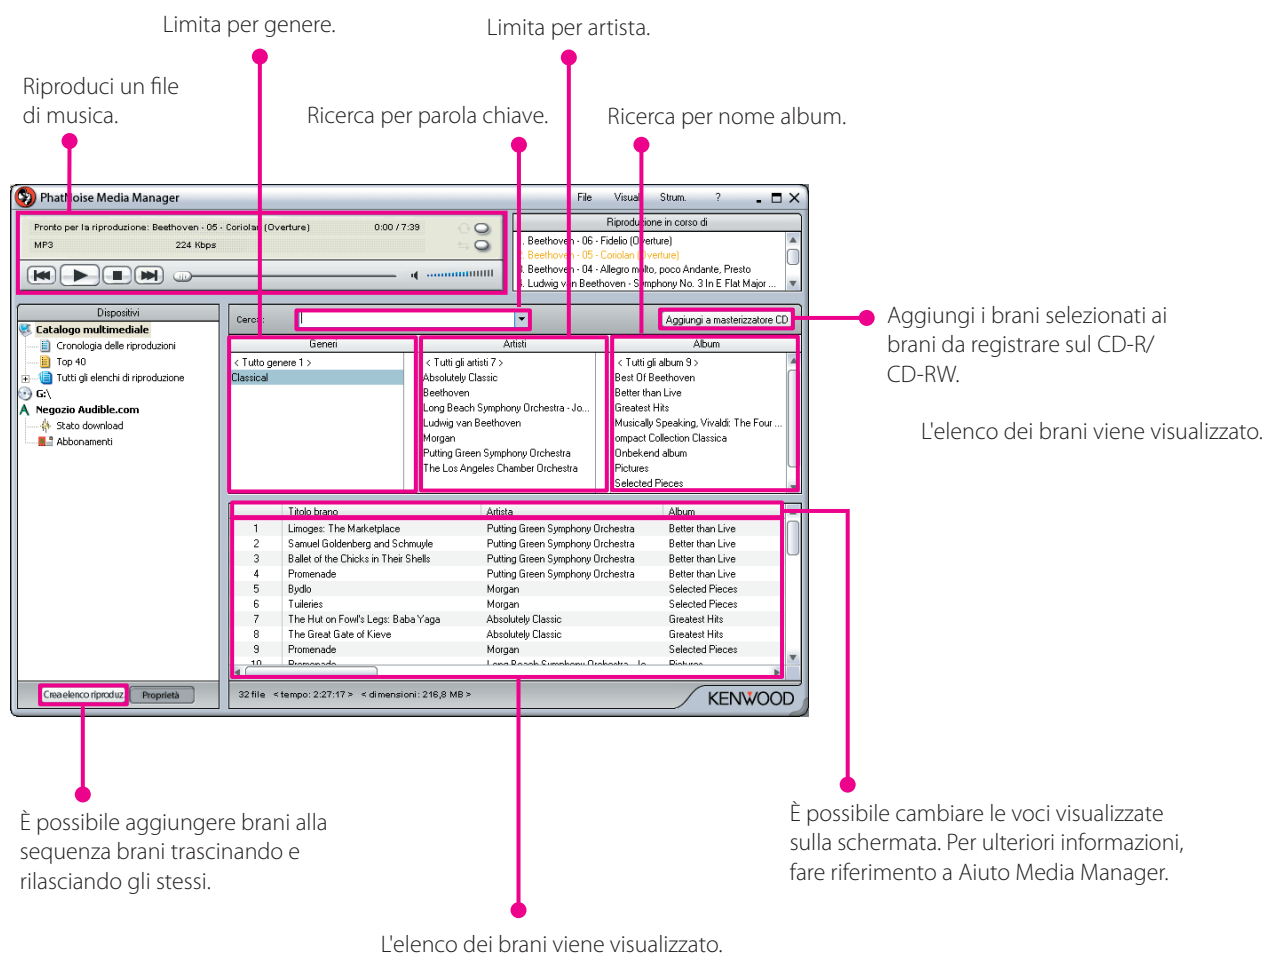 Limita per genere.
Limita per artista.
Riproduci un file
di musica.
Ricerca per parola chiave.
Ricerca per nome album.
PhatNoise Media Manager
File Visual Strum. ?
Pronto per la riproduzione: Beethoven - 05 - Coriolan (Overture) 0:00 / 7:39
MP3 224 Kbps
Riproduzione in corso di
1. Beethoven - 06 - Fidelio (Overture)
2. Beethoven - 05 - Coriolan (Overture)
3. Beethoven - 04 - Allegro molto, poco Andante, Presto
4. Ludwig van Beethoven - Symphony No. 3 In E Flat Major ...
Dispositivi
Catalogo multimediale
Cronologia delle riproduzioni
Top 40
Tutti gli elenchi di riproduzione
G:\
Negozio Audible.com
Stato download
Abbonamenti
Cerca:
Aggiungi a masterizzatore CD
Generi
< Tutto genere 1 >
Classical
Artisti
< Tutti gli artisti 7 >
Absolutely Classic
Beethoven
Long Beach Symphony Orchestra - Jo...
Ludwig van Beethoven
Morgan
Putting Green Symphony Orchestra
The Los Angeles Chamber Orchestra
Album
< Tutti gli album 9 >
Best Of Beethoven
Better than Live
Greatest Hits
Musically Speaking, Vivaldi: The Four ...
ompact Collection Classica
Onbekend album
Pictures
Selected Pieces
Titolo brano Artista Album
1 Limoges: The Marketplace Putting Green Symphony Orchestra Better than Live
2 Samuel Goldenberg and Schmuyle Putting Green Symphony Orchestra Better than Live
3 Ballet of the Chicks in Their Shells Putting Green Symphony Orchestra Better than Live
4 Promenade Putting Green Symphony Orchestra Better than Live
5 Bydlo Morgan Selected Pieces
6 Tuileries Morgan Selected Pieces
7 The Hut on Fowl's Legs: Baba Yaga Absolutely Classic Greatest Hits
8 The Great Gate of Kieve Absolutely Classic Greatest Hits
9 Promenade Morgan Selected Pieces
10 Promenade Long Beach Symphony Orchestra - Jo... Pictures
Crea elenco riproduz Proprietà
32 file < tempo: 2:27:17 > < dimensioni: 216,8 MB >
KENWOOD
Aggiungi i brani selezionati ai
brani da registrare sul CD-R/
CD-RW.
L'elenco dei brani viene visualizzato.
È possibile aggiungere brani alla
sequenza brani trascinando e
rilasciando gli stessi.
È possibile cambiare le voci visualizzate
sulla schermata. Per ulteriori informazioni,
fare riferimento a Aiuto Media Manager.
L'elenco dei brani viene visualizzato.